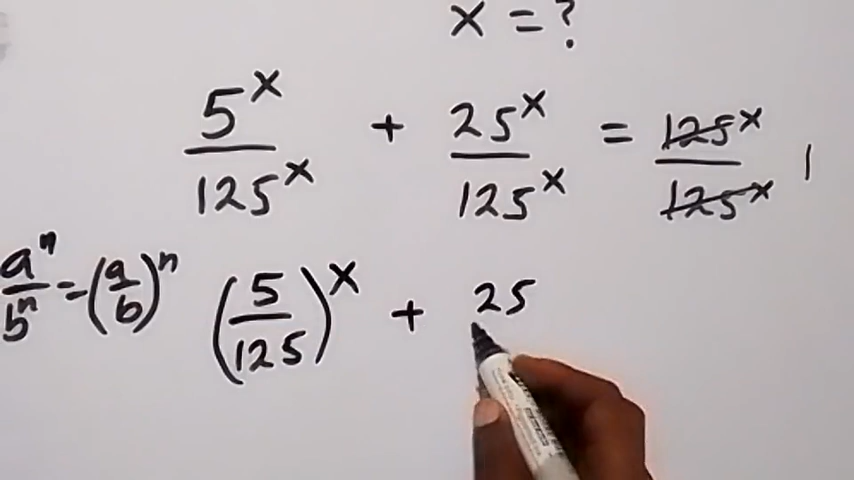 x = ?
5^x/125^x + 25^x/125^x = 125^x/125^x 1
a^n/b^n = (a/b)^n (5/125)^x + 25